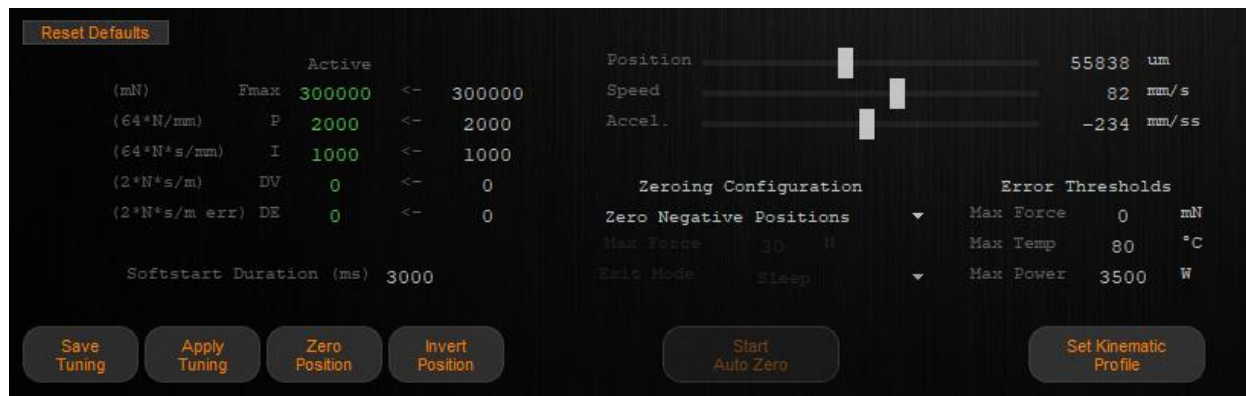 Reset Defaults
Active
(mN) Fmax 300000 <- 300000
(64*N/mm) P 2000 <- 2000
(64*N*s/mm) I 1000 <- 1000
(2*N*s/m) DV 0 <- 0
(2*N*s/m err) DE 0 <- 0
Softstart Duration (ms) 3000
Position 55838 um
Speed 82 mm/s
Accel. -234 mm/ss
Zeroing Configuration
Zero Negative Positions
Max Force 30 N
Exit Mode Sleep
Error Thresholds
Max Force 0 mN
Max Temp 80 °C
Max Power 3500 W
Save
Tuning
Apply
Tuning
Zero
Position
Invert
Position
Start
Auto Zero
Set Kinematic
Profile